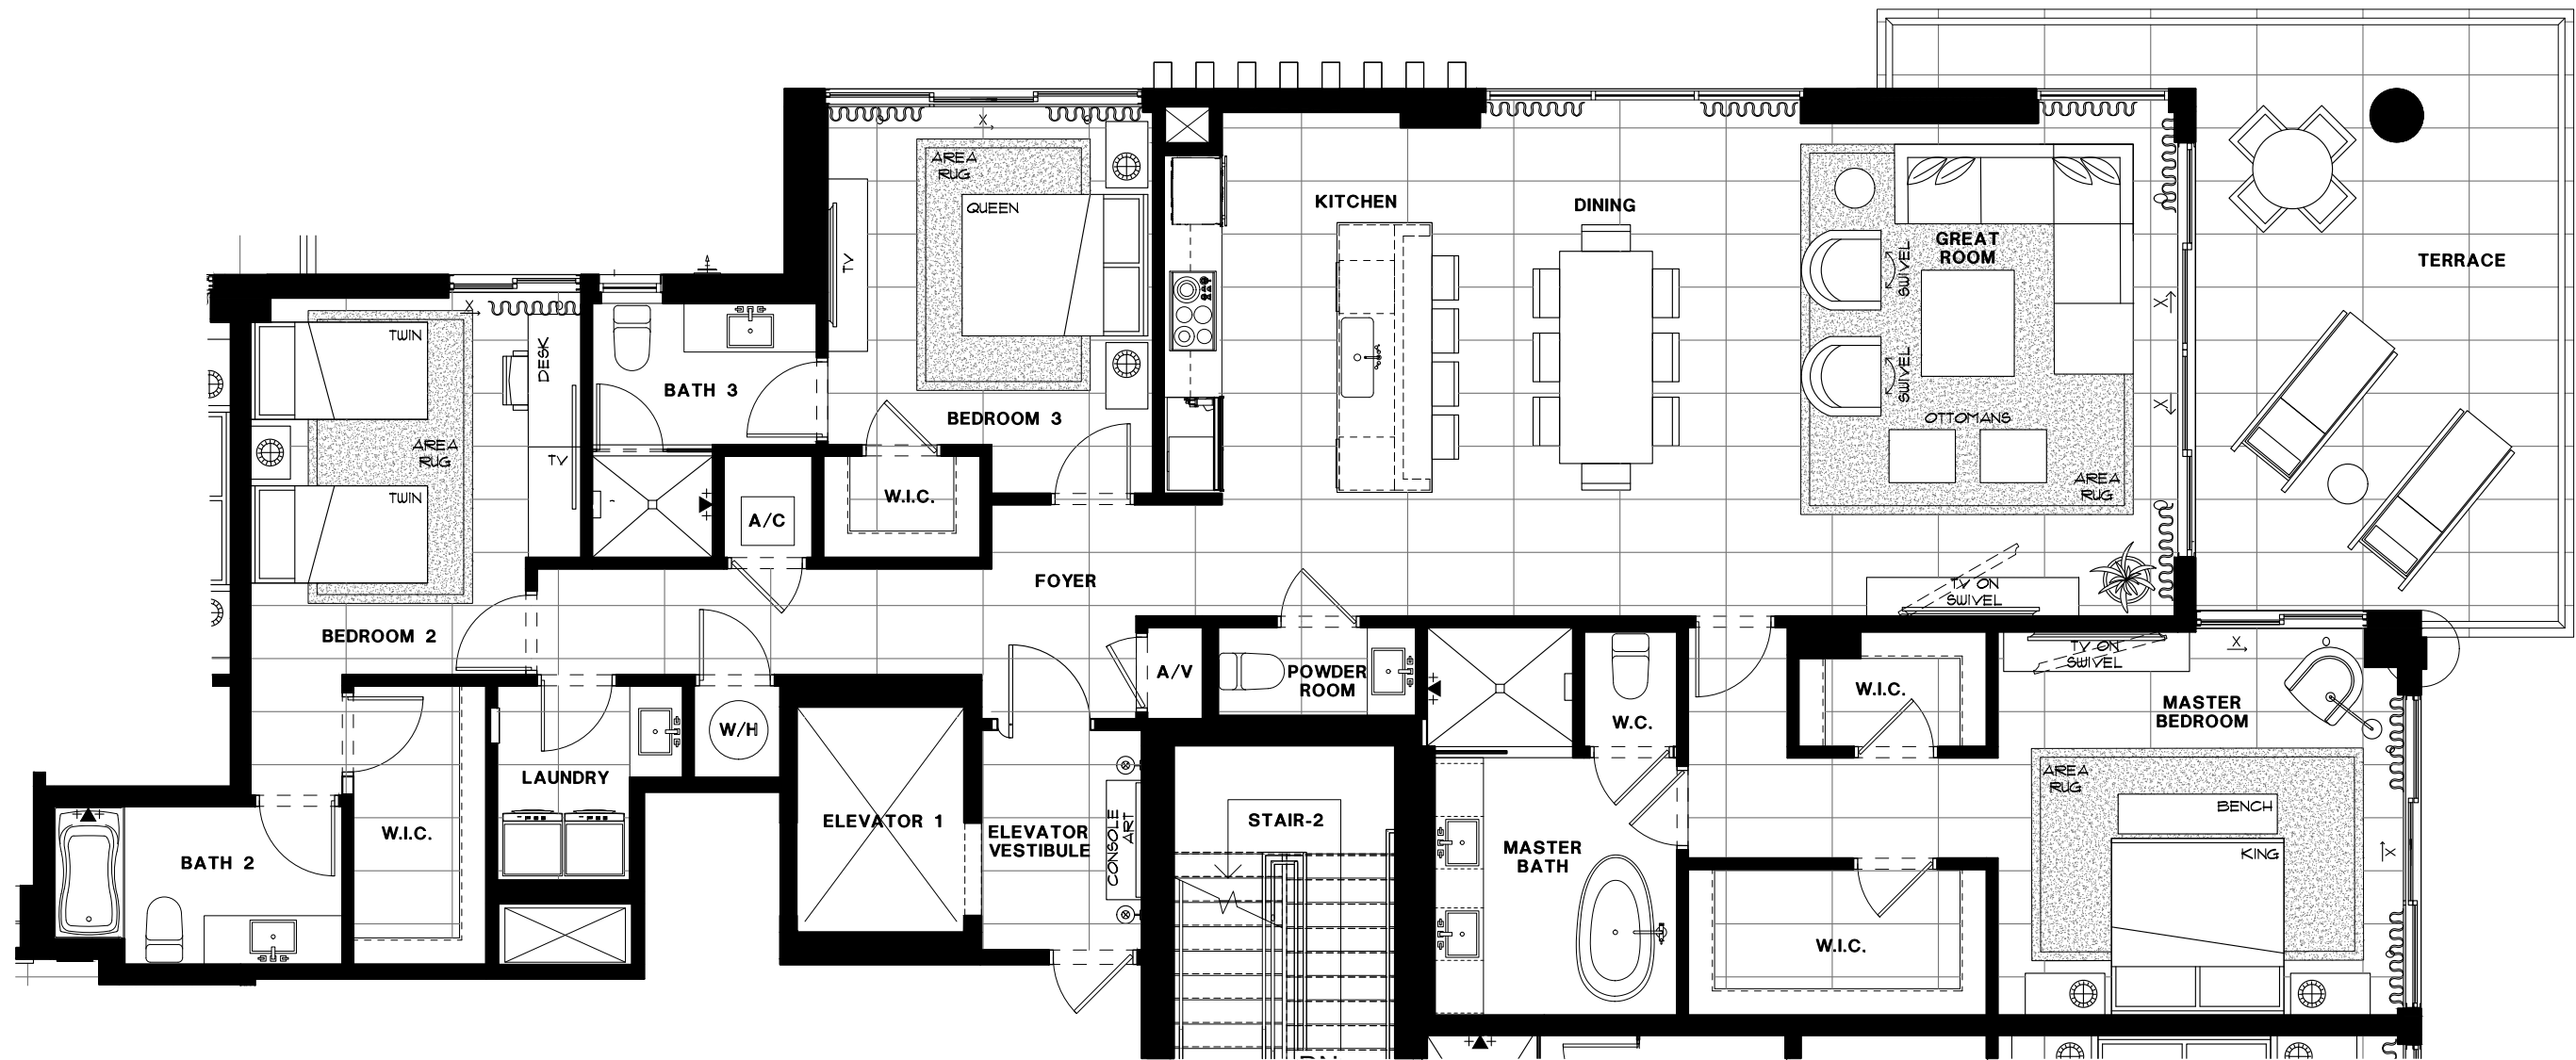 AREA
RUG
QUEEN
TV
KITCHEN
DINING
GREAT
ROOM
SWIVEL
SWIVEL
OTTOMANS
AREA
RUG
TERRACE
X
X
X
TWIN
DESK
AREA
RUG
TV
TWIN
X
BATH 3
BEDROOM 3
W.I.C.
A/C
FOYER
TV ON
SWIVEL
BEDROOM 2
A/V
POWDER
ROOM
W.C.
W.I.C.
TV ON
SWIVEL
X
O
MASTER
BEDROOM
W/H
LAUNDRY
ELEVATOR 1
ELEVATOR
VESTIBULE
CONSOLE
ART
STAIR-2
MASTER
BATH
AREA
RUG
BENCH
KING
X
W.I.C.
BATH 2
W.I.C.